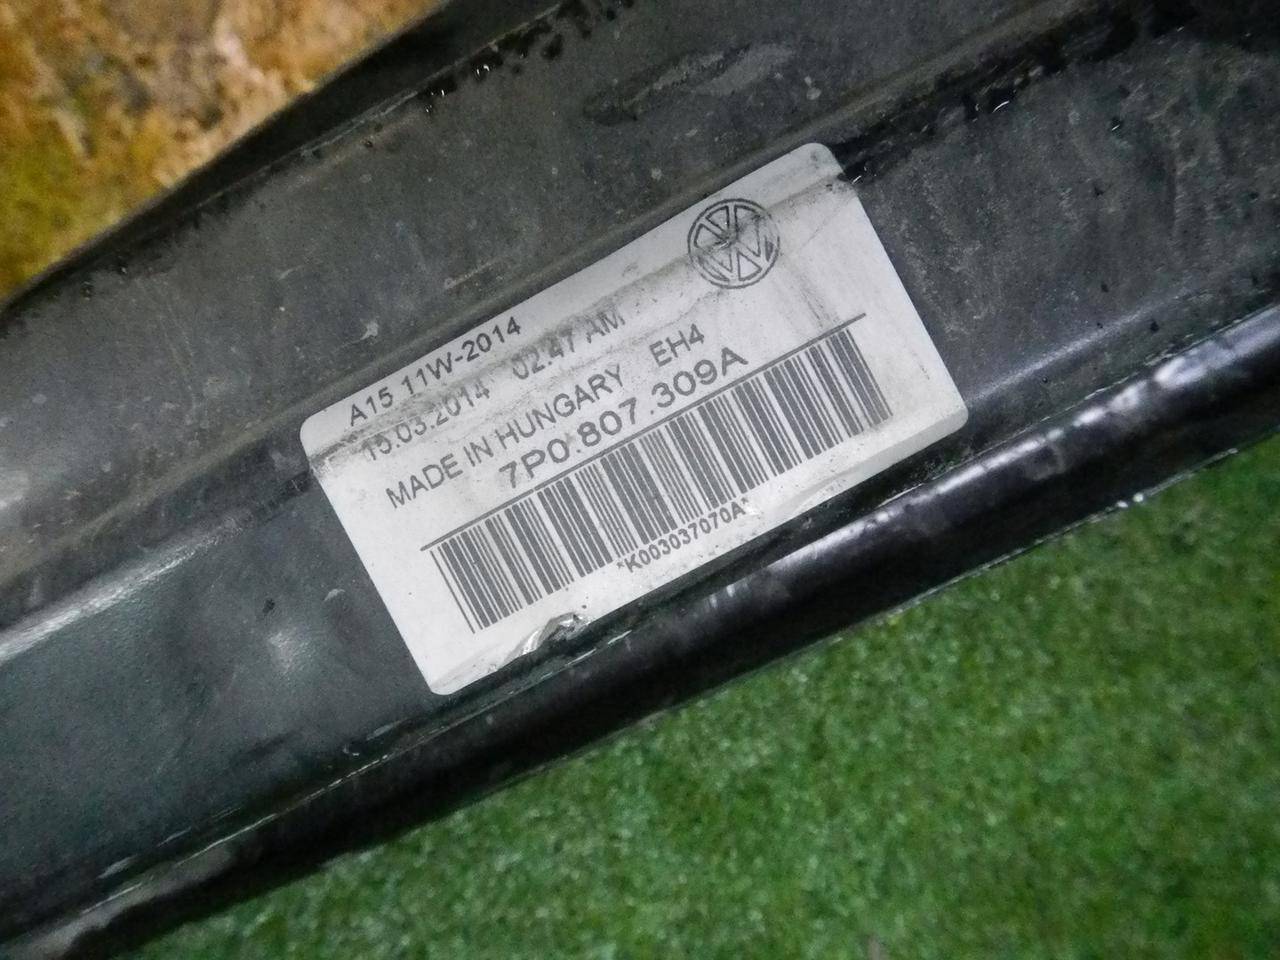 A15 11W-2014
15.03.2014 02:47 AM
MADE IN HUNGARY EH4
7P0.807.309A
*K003037070A*